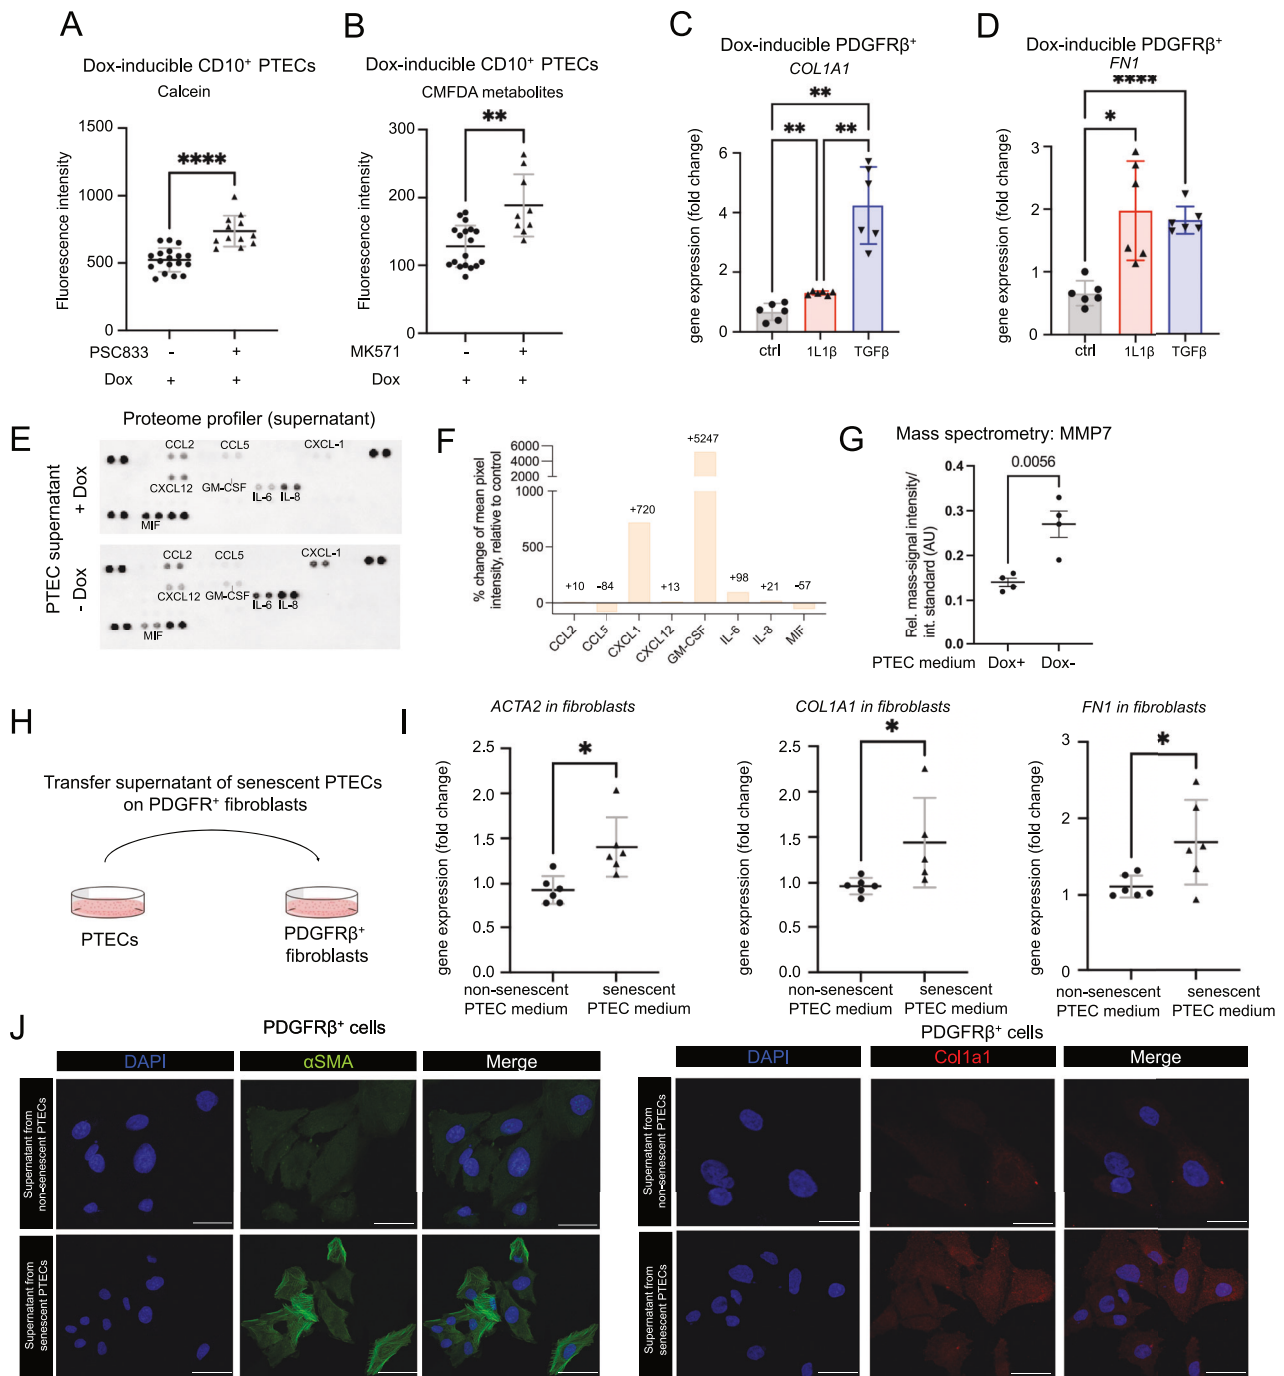 A
Dox-inducible CD10⁺ PTECs
Calcein
Fluorescence intensity
1500
1000
500
0
****
PSC833 - +
Dox + +
B
Dox-inducible CD10⁺ PTECs
CMFDA metabolites
Fluorescence intensity
300
200
100
0
**
MK571 - +
Dox + +
C
Dox-inducible PDGFRβ⁺
COL1A1
gene expression (fold change)
6
4
2
0
**
** **
ctrl 1L1β TGFβ
D
Dox-inducible PDGFRβ⁺
FN1
gene expression (fold change)
3
2
1
0
****
*
ctrl 1L1β TGFβ
E
Proteome profiler (supernatant)
PTEC supernatant
+ Dox
CCL2 CCL5 CXCL-1
CXCL12 GM-CSF IL-6 IL-8
MIF
- Dox
CCL2 CCL5 CXCL-1
CXCL12 GM-CSF IL-6 IL-8
MIF
F
% change of mean pixel
intensity, relative to control
6000
4000
2000
1000
500
0
+10 -84 +720 +13 +5247 +98 +21 -57
CCL2 CCL5 CXCL1 CXCL12 GM-CSF IL-6 IL-8 MIF
G
Mass spectrometry: MMP7
Rel. mass-signal intensity/
int. standard (AU)
0.4
0.3
0.2
0.1
0.0
0.0056
PTEC medium Dox+ Dox-
H
Transfer supernatant of senescent PTECs
on PDGFR⁺ fibroblasts
PTECs
PDGFRβ⁺
fibroblasts
I
ACTA2 in fibroblasts
gene expression (fold change)
2.5
2.0
1.5
1.0
0.5
0.0
*
non-senescent senescent
PTEC medium PTEC medium
COL1A1 in fibroblasts
gene expression (fold change)
2.5
2.0
1.5
1.0
0.5
0.0
*
non-senescent senescent
PTEC medium PTEC medium
FN1 in fibroblasts
gene expression (fold change)
3
2
1
0
*
non-senescent senescent
PTEC medium PTEC medium
J
PDGFRβ⁺ cells
DAPI αSMA Merge
Supernatant from
non-senescent PTECs
Supernatant from
senescent PTECs
PDGFRβ⁺ cells
DAPI Col1a1 Merge
Supernatant from
non-senescent PTECs
Supernatant from
senescent PTECs